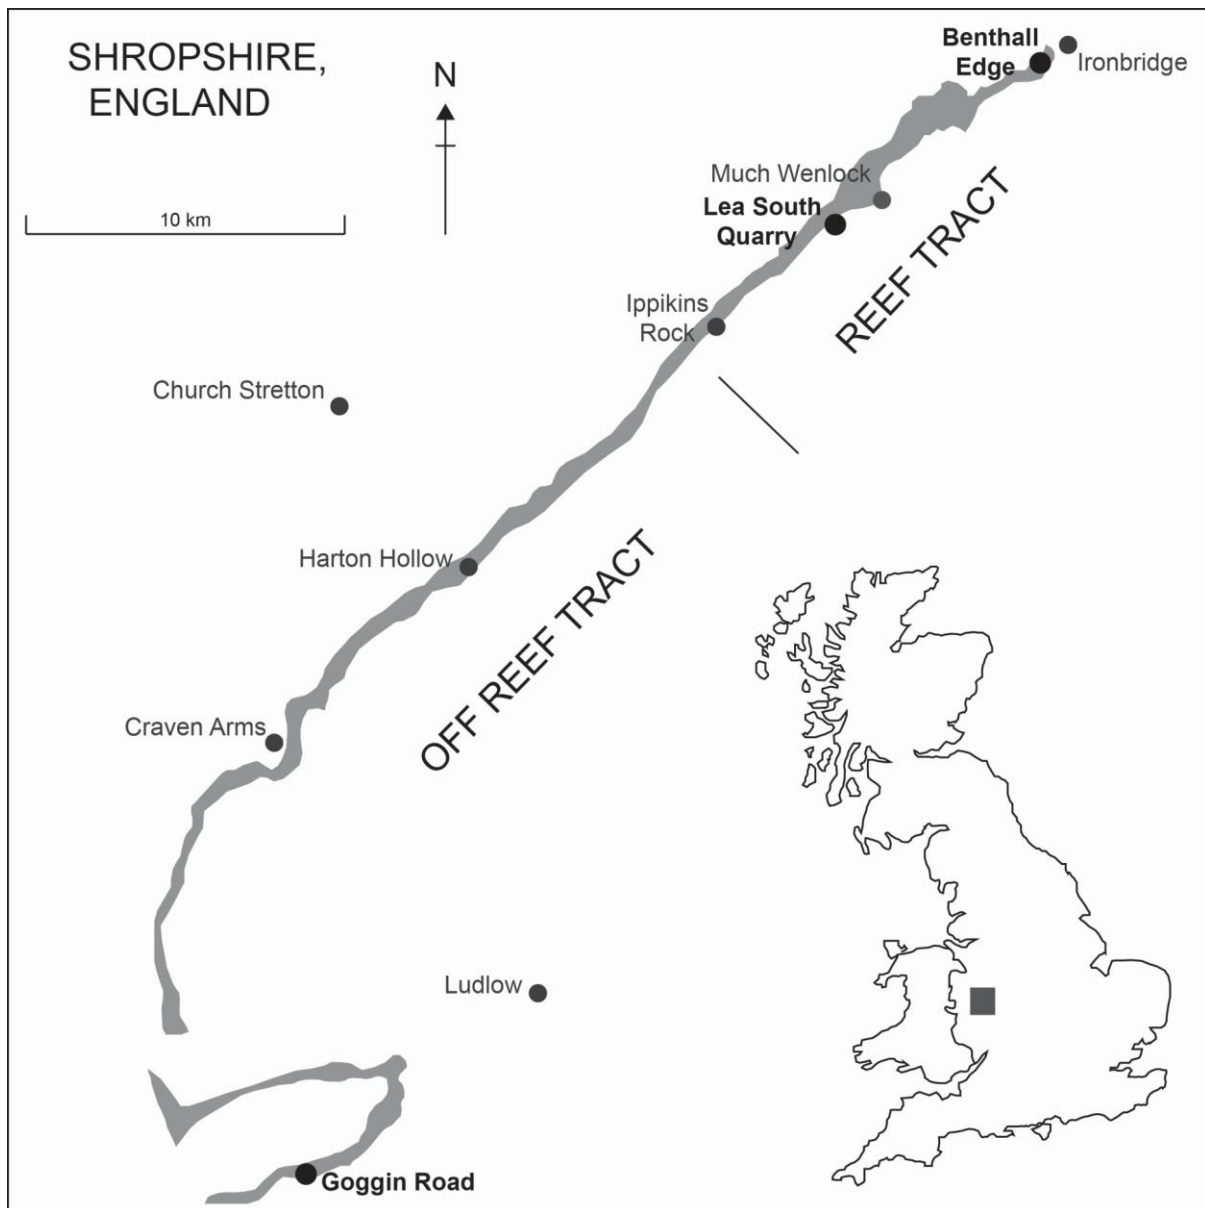 SHROPSHIRE,
ENGLAND
N
10 km
Benthall
Edge
Ironbridge
Much Wenlock
Lea South
Quarry
REEF TRACT
Ippikins
Rock
Church Stretton
Harton Hollow
OFF REEF TRACT
Craven Arms
Ludlow
Goggin Road